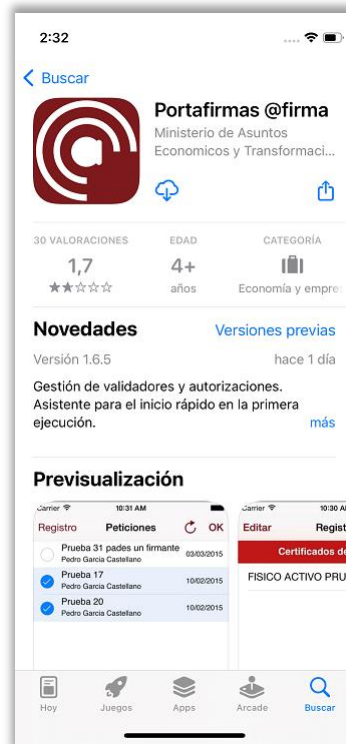 2:32
Buscar
Portafirmas @firma
Ministerio de Asuntos
Economicos y Transformaci...
30 VALORACIONES
1,7
EDAD
4+
años
CATEGORÍA
Economía y empre
Novedades
Versiones previas
Versión 1.6.5
hace 1 día
Gestión de validadores y autorizaciones.
Asistente para el inicio rápido en la primera
ejecución.
más
Previsualización
Carrier 10:31 AM
Registro Peticiones OK
Prueba 31 pades un firmante
Pedro Garcia Castellano
03/03/2015
Prueba 17
Pedro Garcia Castellano
10/02/2015
Prueba 20
Pedro Garcia Castellano
10/02/2015
Carrier 10:30 A
Editar Regist
Certificados de
FISICO ACTIVO PRU
Hoy
Juegos
Apps
Arcade
Buscar